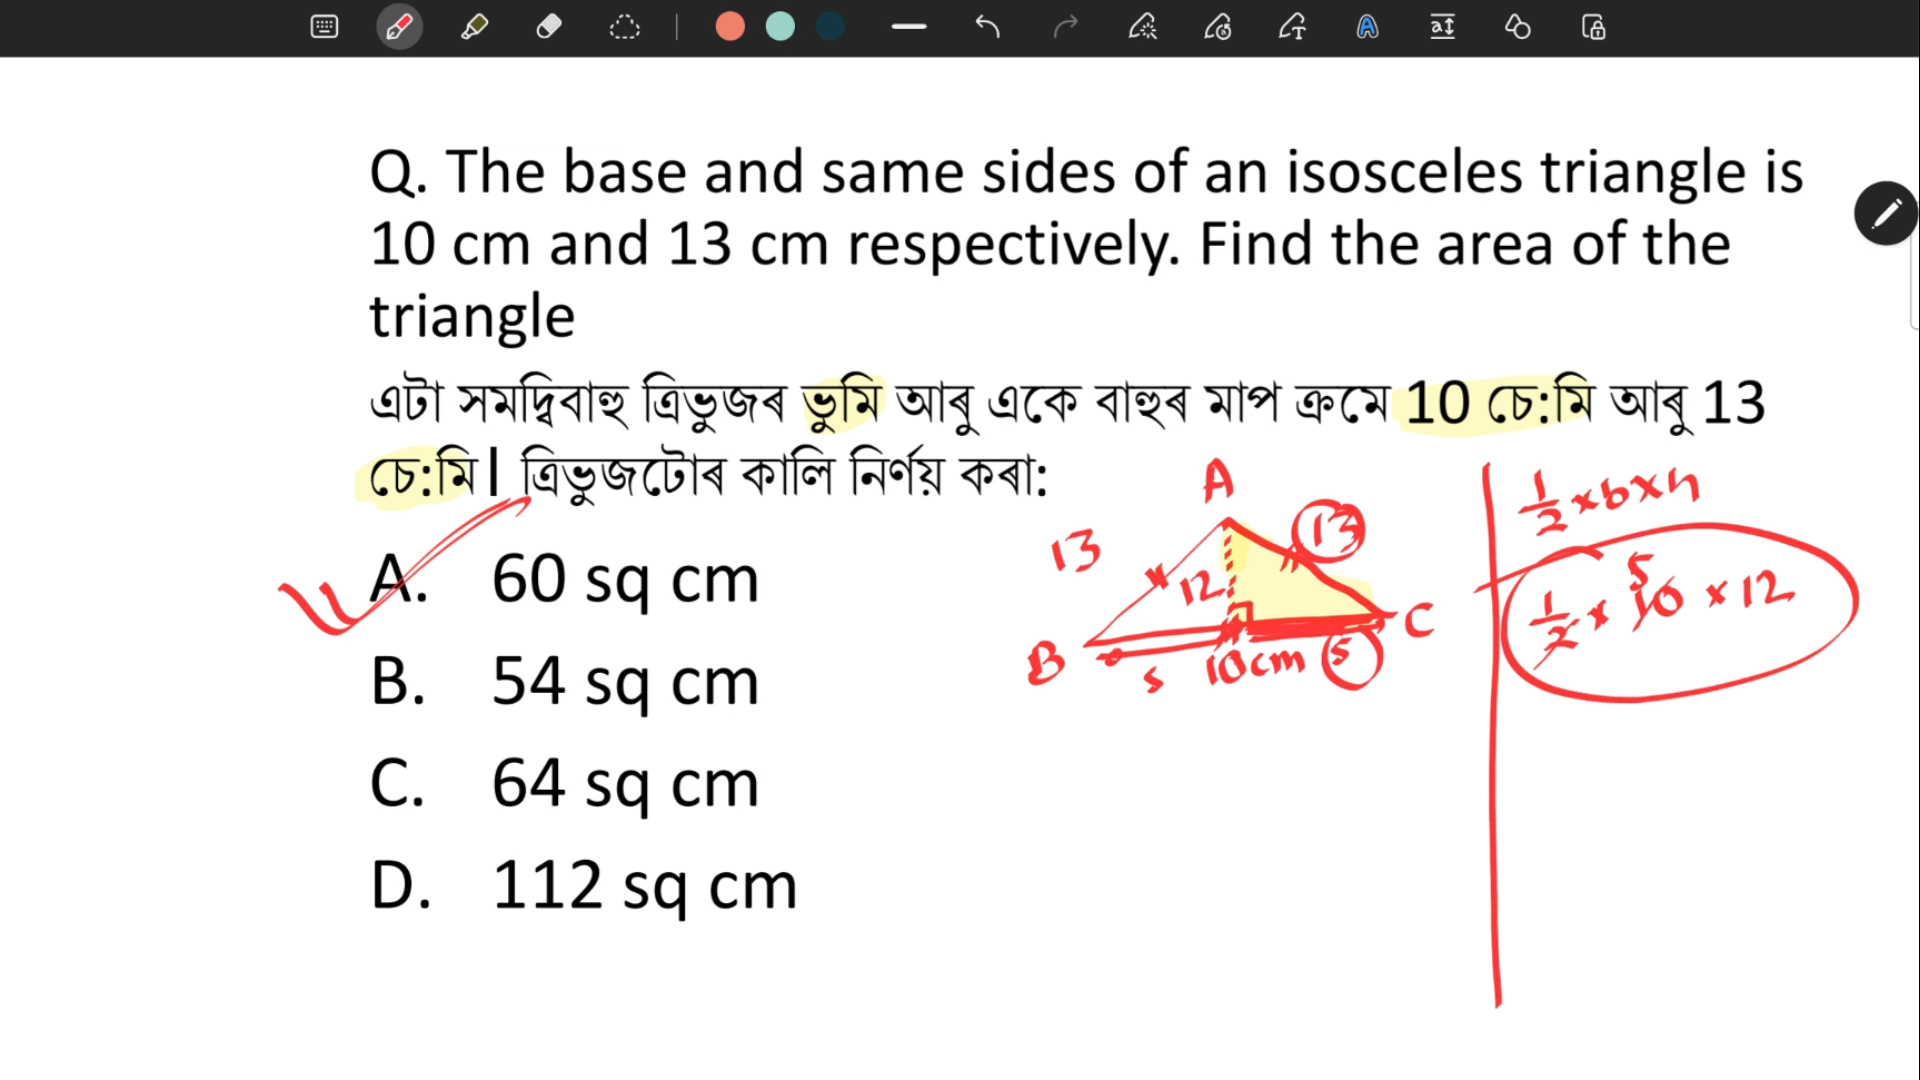 Q. The base and same sides of an isosceles triangle is
10 cm and 13 cm respectively. Find the area of the
triangle
এটা সমদ্বিবাহু ত্ৰিভুজৰ ভুমি আৰু একে বাহুৰ মাপ ক্ৰমে 10 চে:মি আৰু 13
চে:মি। ত্ৰিভুজটোৰ কালি নিৰ্ণয় কৰা:
A. 60 sq cm
B. 54 sq cm
C. 64 sq cm
D. 112 sq cm
A
13
13
12
B
C
5
10cm
5
1/2 × b × h
5
1/2 × 10 × 12